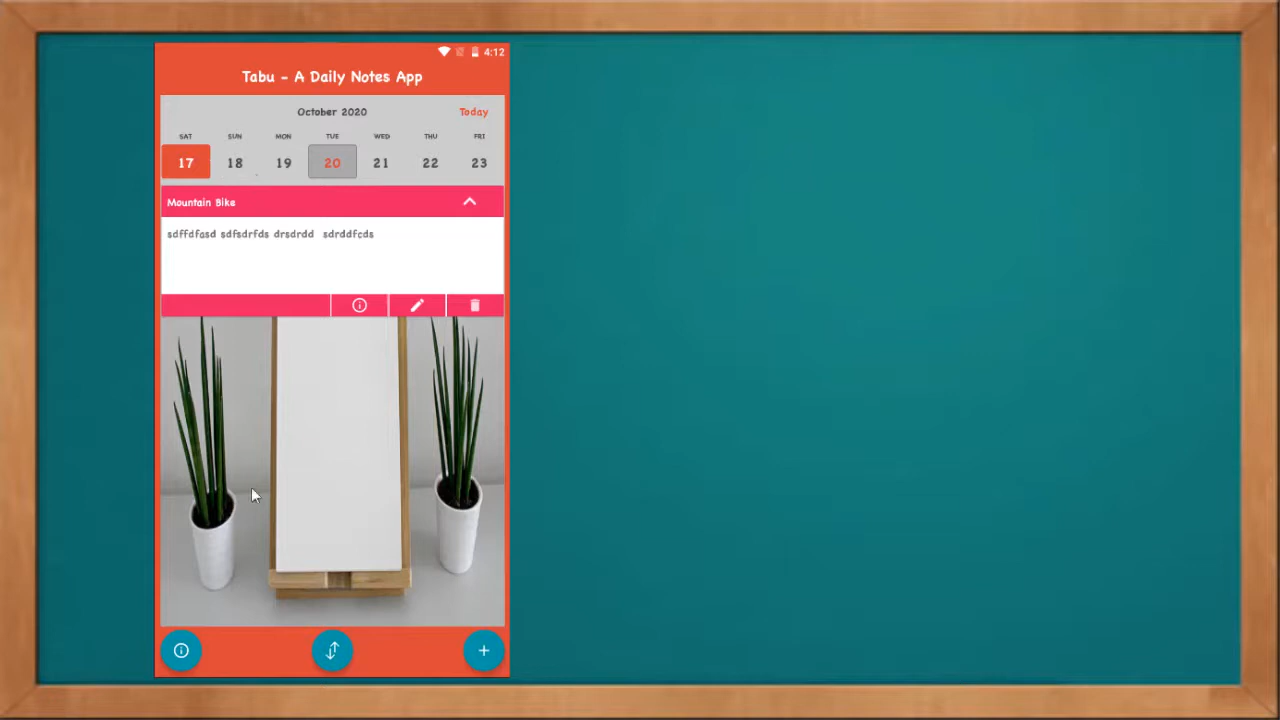 4:12
Tabu - A Daily Notes App
October 2020 Today
SAT SUN MON TUE WED THU FRI
17 18 19 20 21 22 23
Mountain Bike
sdffdfasd sdfsdrfds drsdrdd sdrddfcds